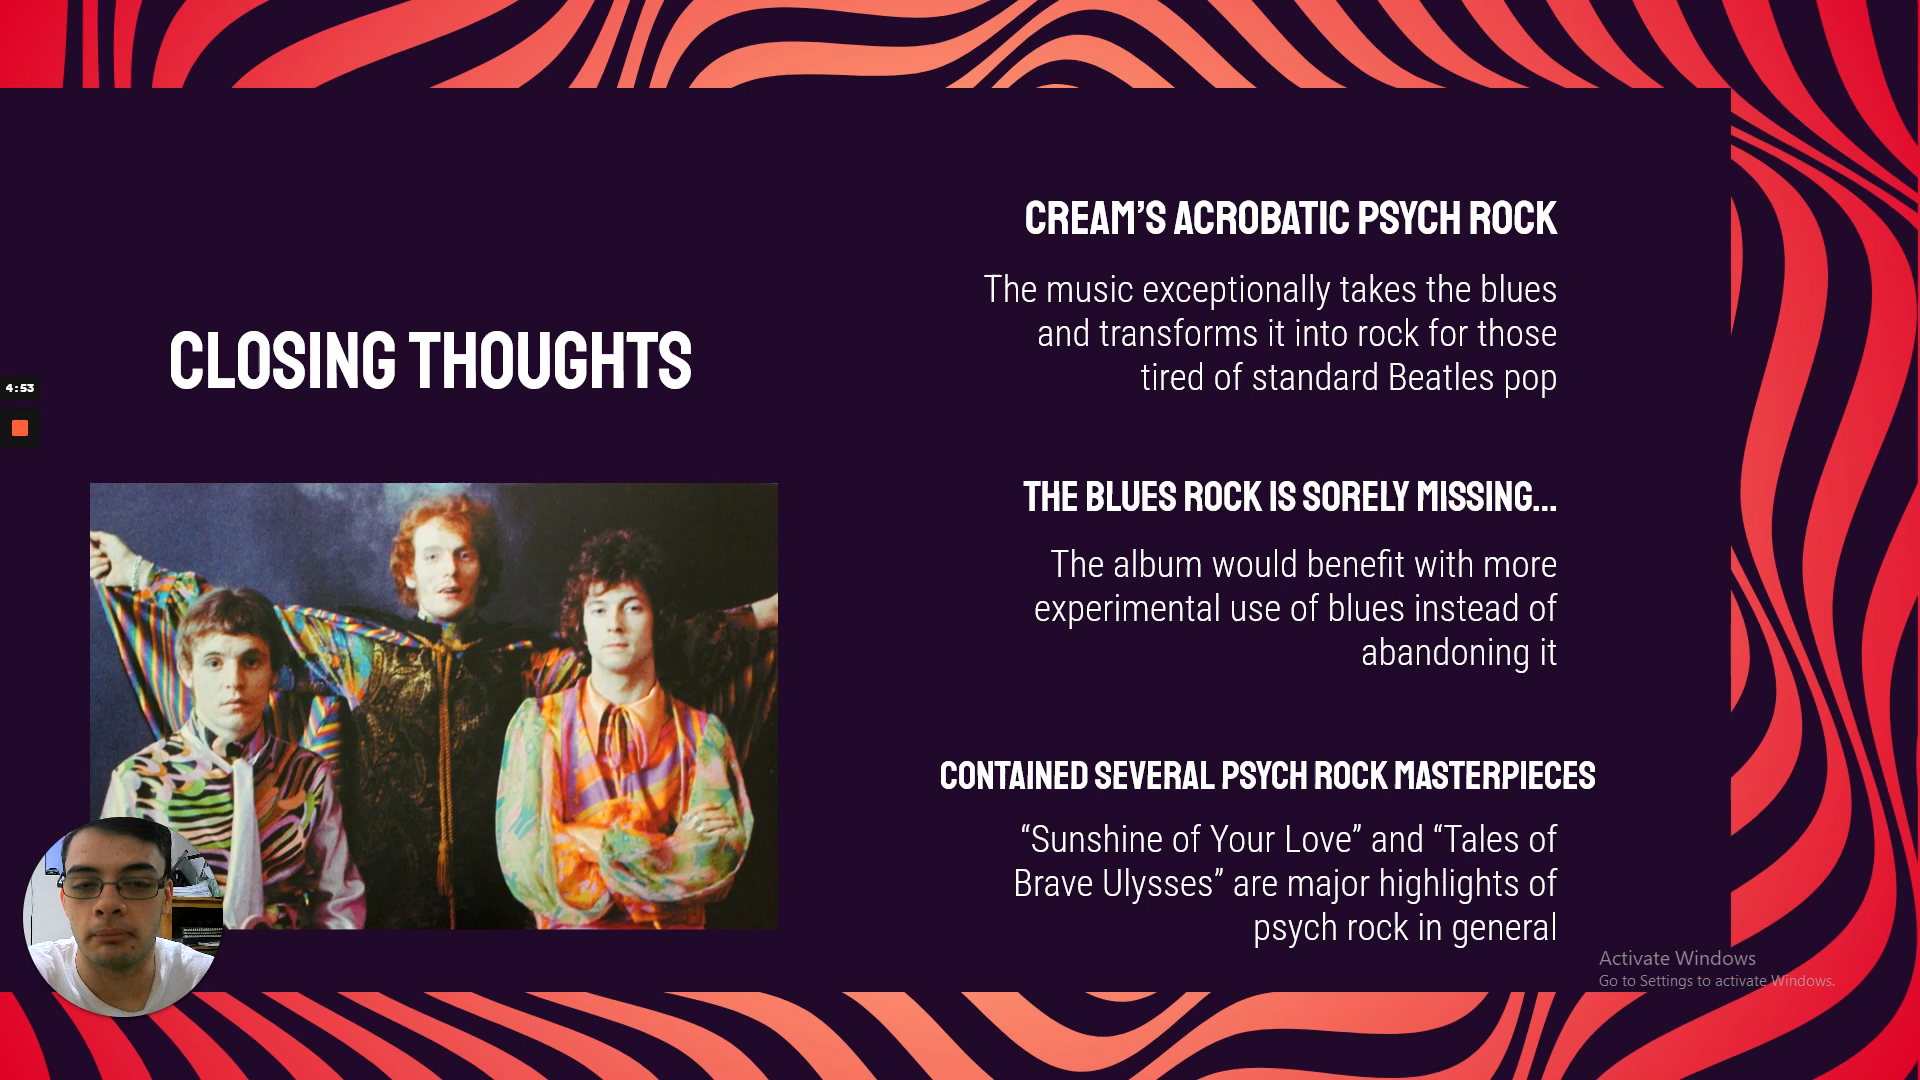 CLOSING THOUGHTS
4:53
CREAM’S ACROBATIC PSYCH ROCK
The music exceptionally takes the blues
and transforms it into rock for those
tired of standard Beatles pop
THE BLUES ROCK IS SORELY MISSING...
The album would benefit with more
experimental use of blues instead of
abandoning it
CONTAINED SEVERAL PSYCH ROCK MASTERPIECES
“Sunshine of Your Love” and “Tales of
Brave Ulysses” are major highlights of
psych rock in general
Activate Windows
Go to Settings to activate Windows.